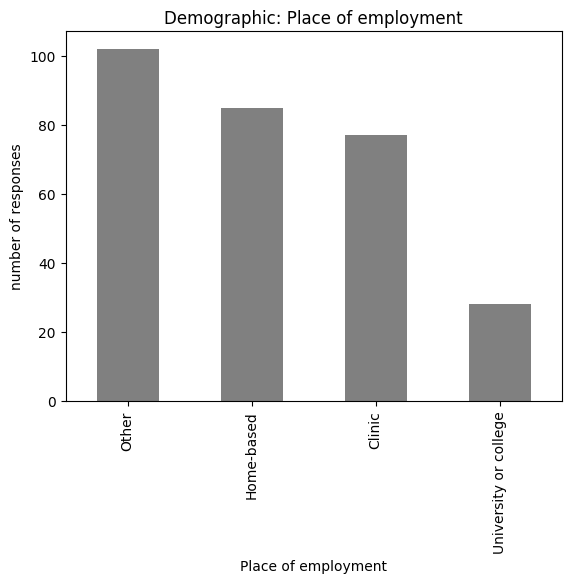 Demographic: Place of employment
number of responses
100
80
60
40
20
0
Other
Home-based
Clinic
University or college
Place of employment